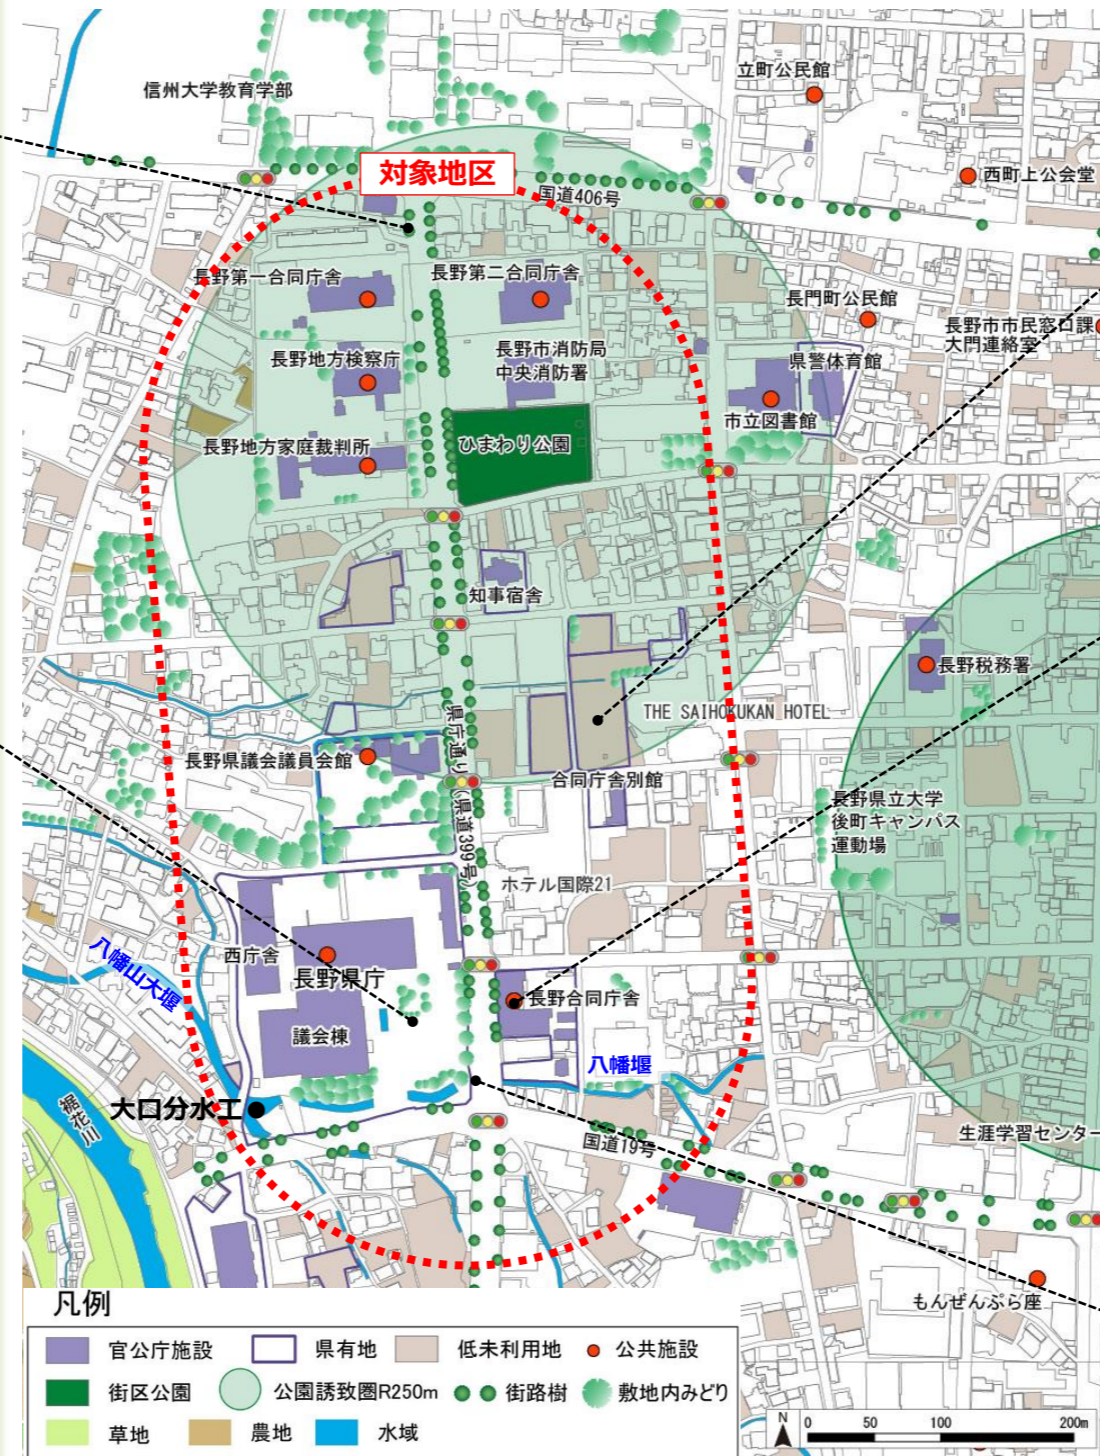 信州大学教育学部
立町公民館
対象地区
国道406号
西町上公会堂
長野第一合同庁舎
長野第二合同庁舎
長門町公民館
長野市市民窓口課
大門連絡室
長野地方検察庁
長野市消防局
中央消防署
県警体育館
市立図書館
長野地方家庭裁判所
ひまわり公園
知事宿舎
長野税務署
THE SAIHOKUKAN HOTEL
県庁通り(県道399号)
長野県議会議員会館
合同庁舎別館
長野県立大学
後町キャンパス
運動場
ホテル国際21
西庁舎
長野県庁
八幡山大堰
長野合同庁舎
議会棟
八幡堰
大口分水工
裾花川
国道19号
生涯学習センター
もんぜんぷら座
凡例
官公庁施設 県有地 低未利用地 公共施設
街区公園 公園誘致圏R250m 街路樹 敷地内みどり
草地 農地 水域
N 0 50 100 200m